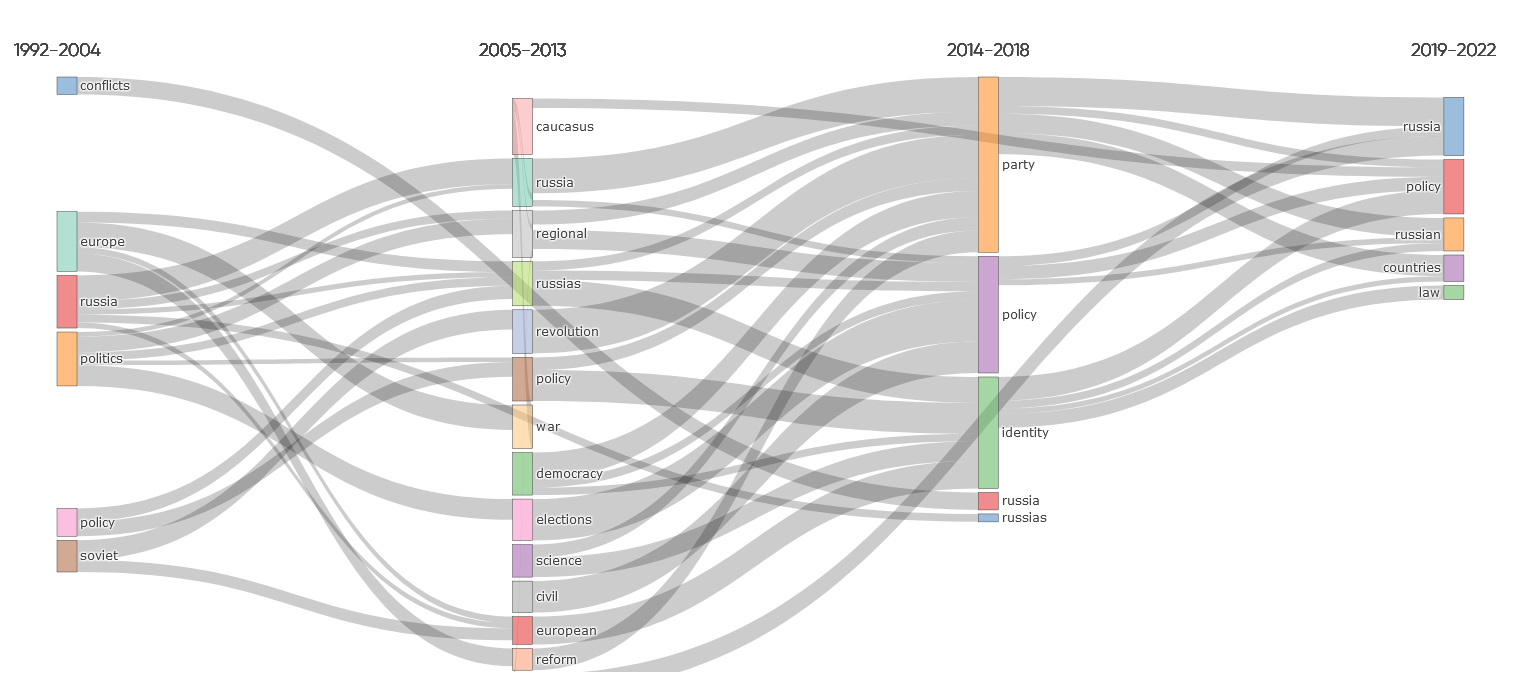 1992–2004
2005–2013
2014–2018
2019–2022
conflicts
europe
russia
politics
policy
soviet
caucasus
russia
regional
russias
revolution
policy
war
democracy
elections
science
civil
european
reform
party
policy
identity
russia
russias
russia
policy
russian
countries
law